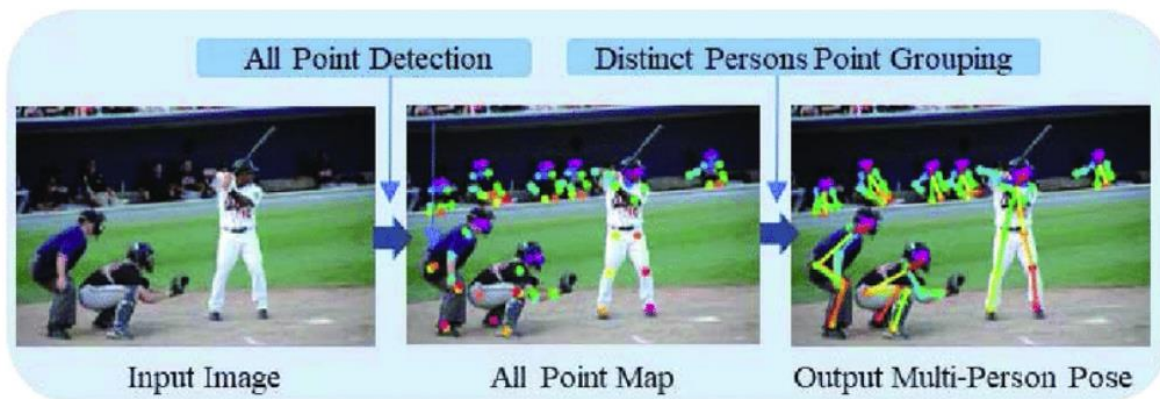 All Point Detection
Distinct Persons Point Grouping
Input Image
All Point Map
Output Multi-Person Pose